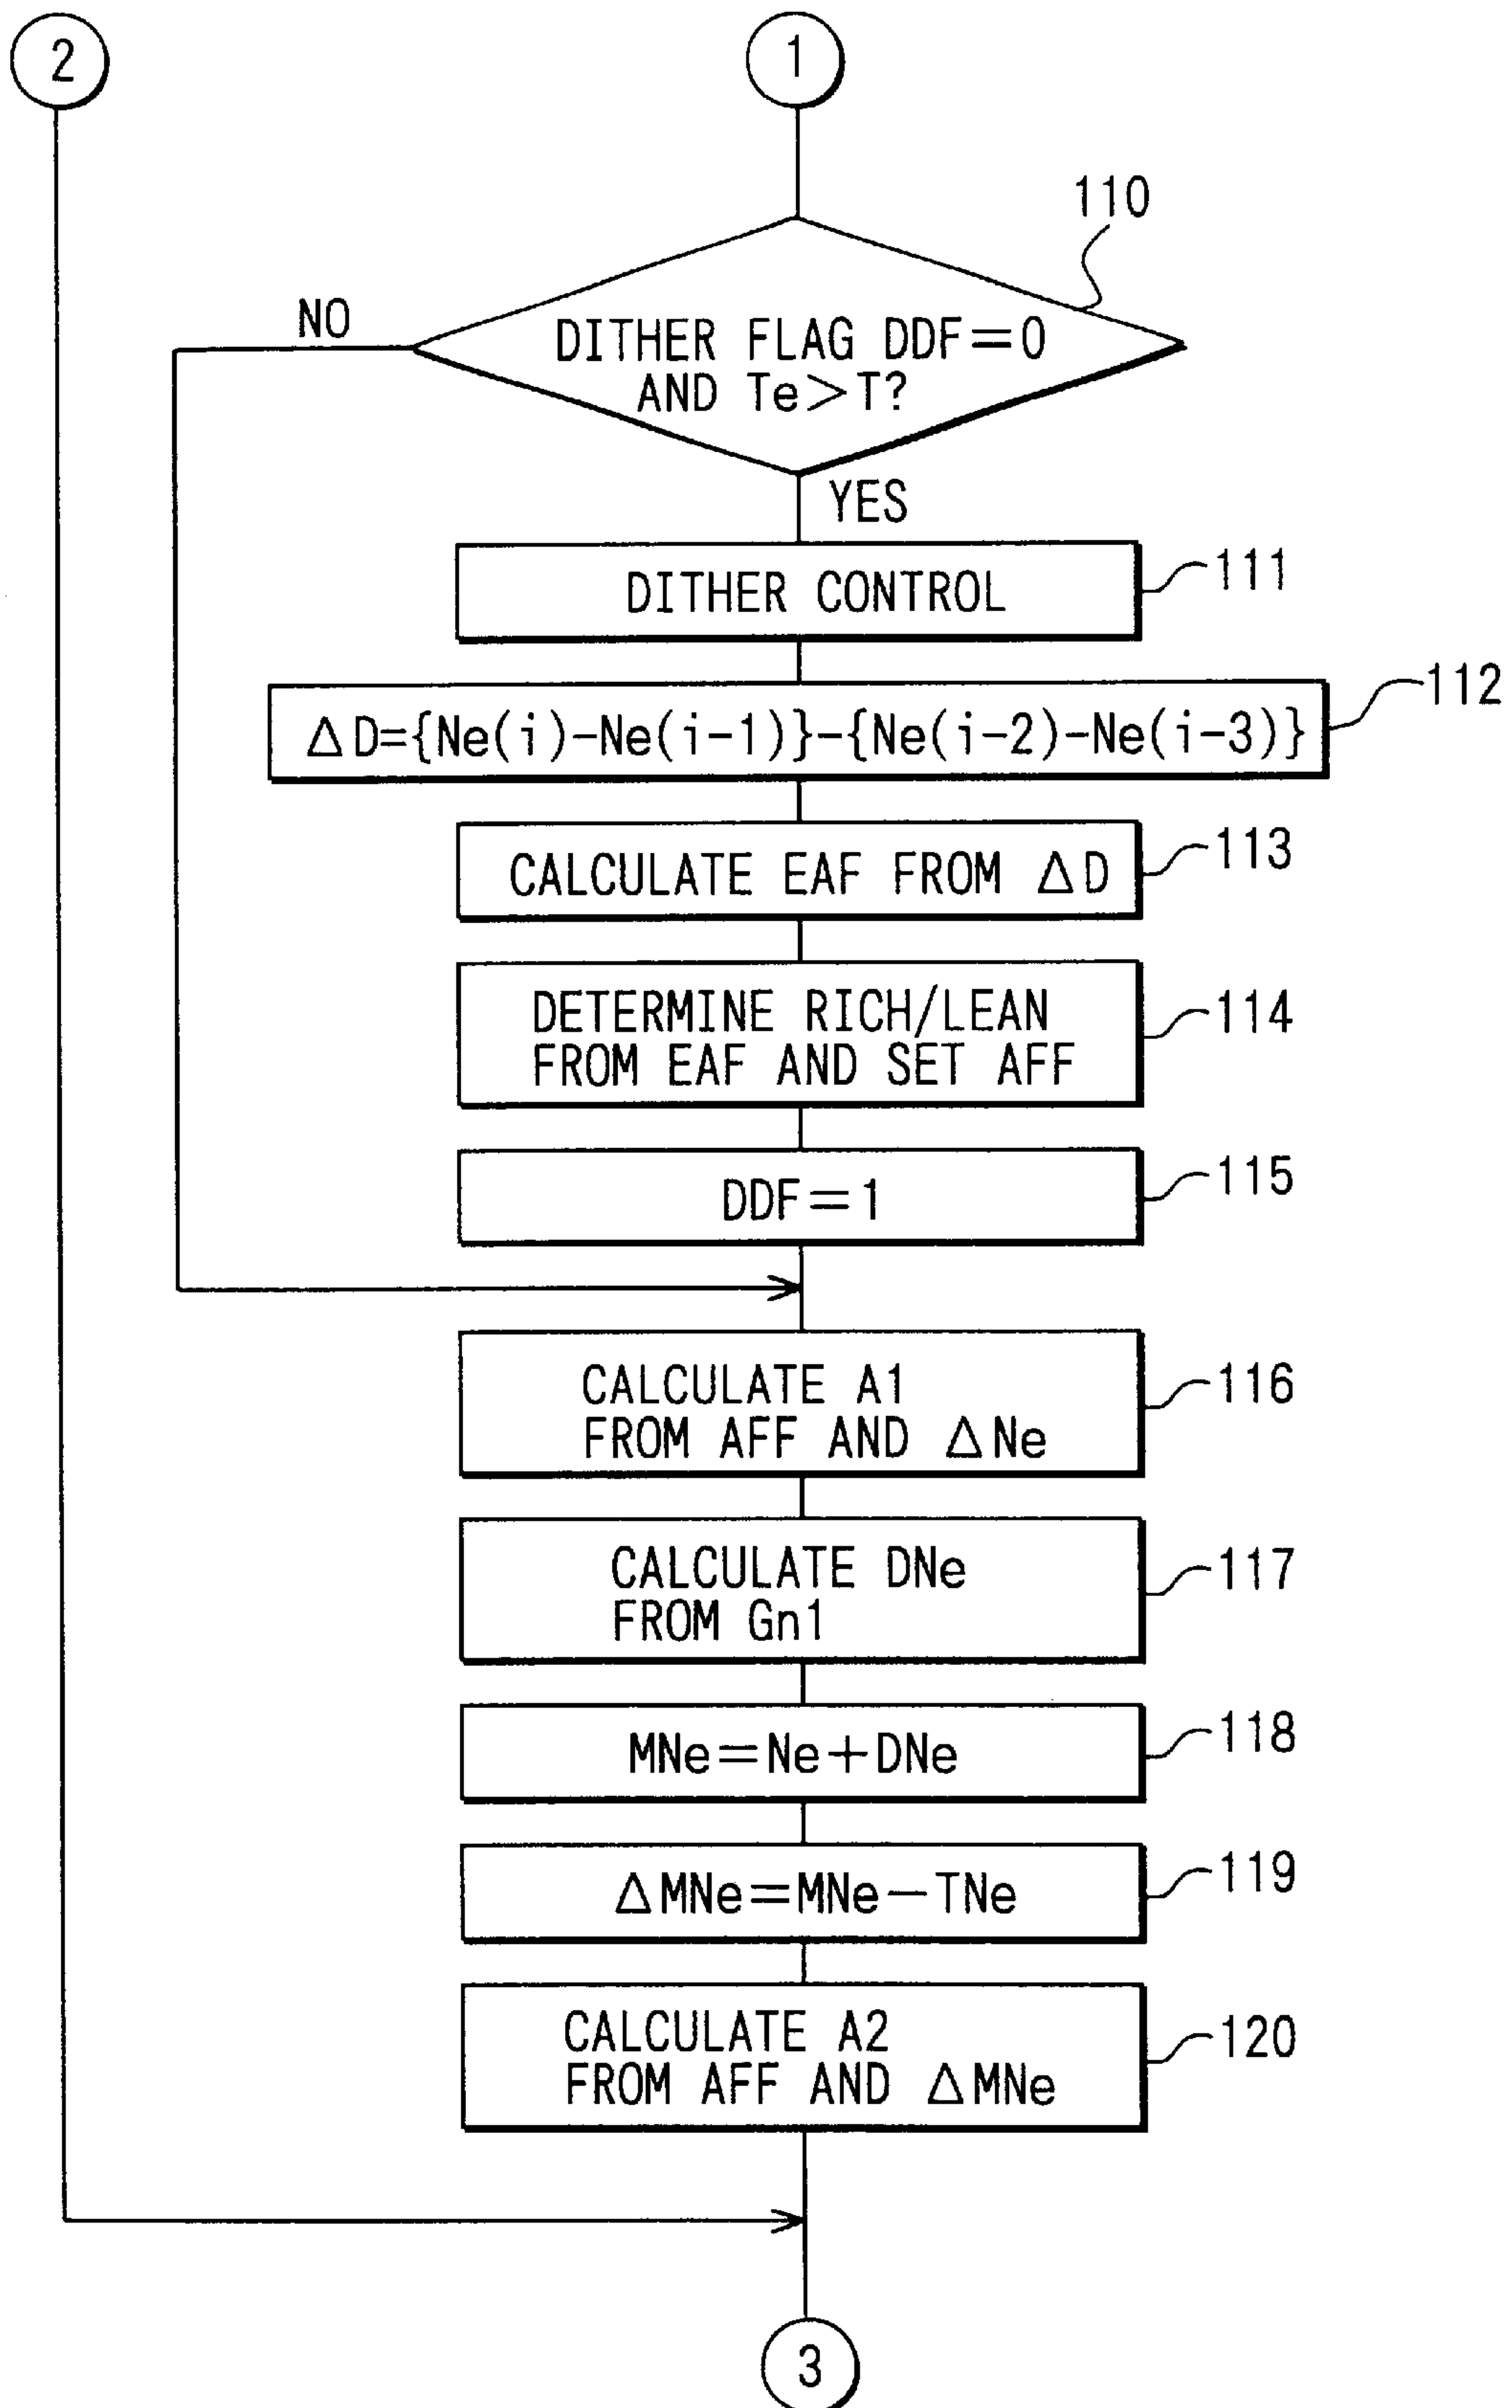 2
1
110
NO
DITHER FLAG DDF=0
AND Te>T?
YES
DITHER CONTROL
111
112
ΔD={Ne(i)-Ne(i-1)}-{Ne(i-2)-Ne(i-3)}
CALCULATE EAF FROM ΔD
113
DETERMINE RICH/LEAN
FROM EAF AND SET AFF
114
DDF=1
115
CALCULATE A1
FROM AFF AND ΔNe
116
CALCULATE DNe
FROM Gn1
117
MNe=Ne+DNe
118
ΔMNe=MNe-TNe
119
CALCULATE A2
FROM AFF AND ΔMNe
120
3